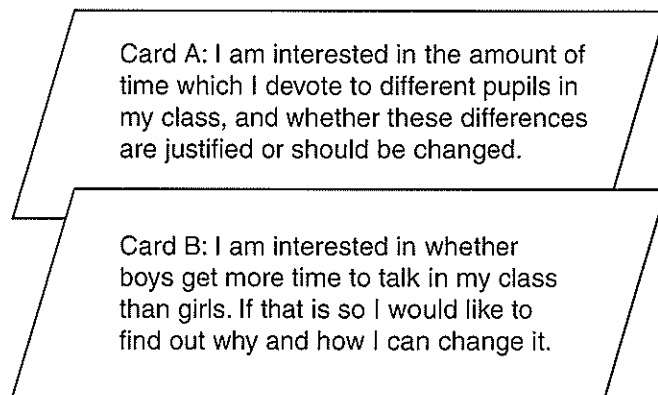 Card A: I am interested in the amount of
time which I devote to different pupils in
my class, and whether these differences
are justified or should be changed.
Card B: I am interested in whether
boys get more time to talk in my class
than girls. If that is so I would like to
find out why and how I can change it.